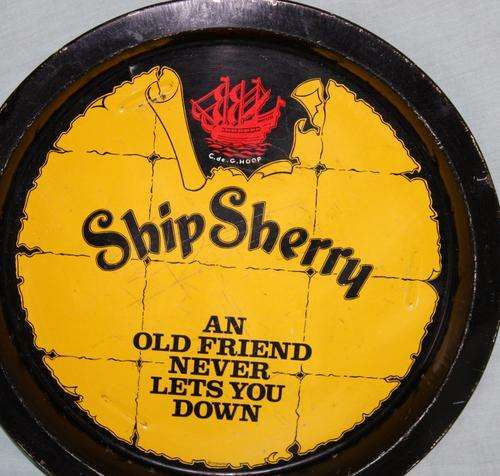 C.de.G.HOOP
Ship Sherry
AN
OLD FRIEND
NEVER
LETS YOU
DOWN